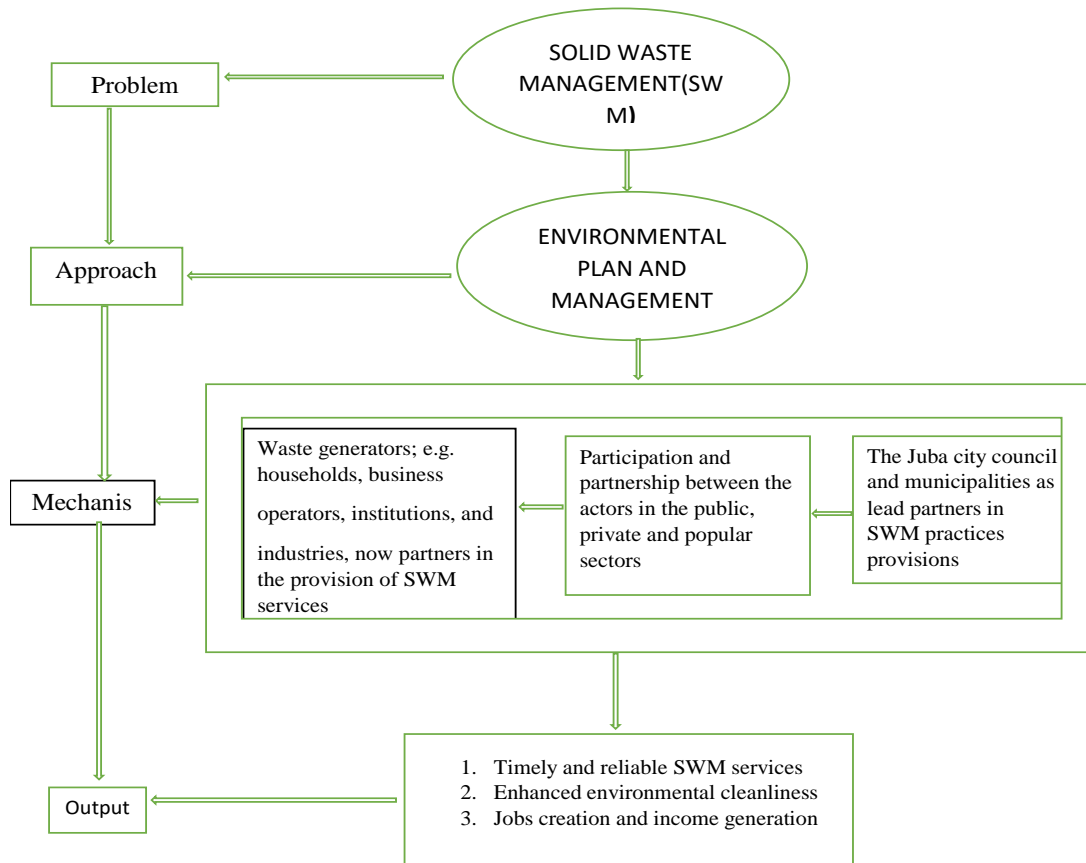 SOLID WASTE
MANAGEMENT(SW
M)
Problem
ENVIRONMENTAL
PLAN AND
MANAGEMENT
Approach
Waste generators; e.g.
households, business
operators, institutions, and
industries, now partners in
the provision of SWM
services
Participation and
partnership between the
actors in the public,
private and popular
sectors
The Juba city council
and municipalities as
lead partners in
SWM practices
provisions
Mechanis
1. Timely and reliable SWM services
2. Enhanced environmental cleanliness
3. Jobs creation and income generation
Output